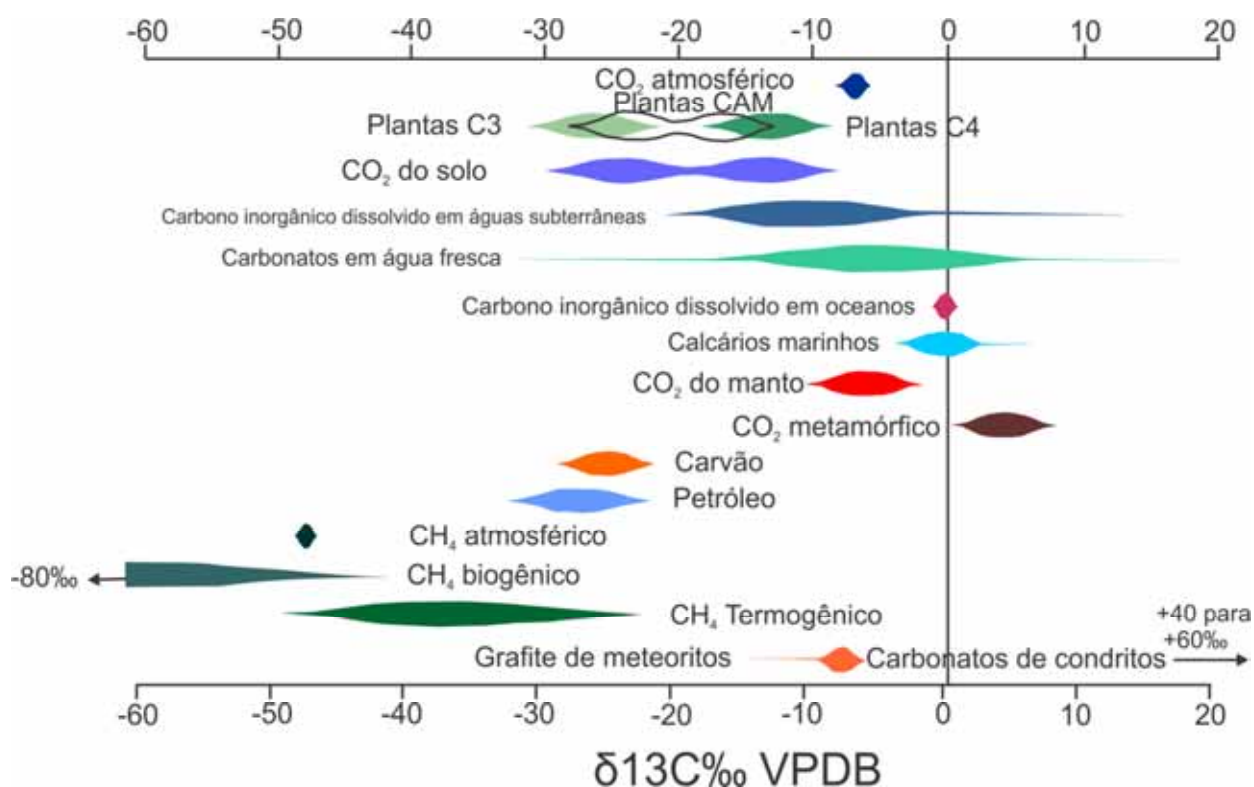 -60 -50 -40 -30 -20 -10 0 10 20
CO₂ atmosférico
Plantas CAM
Plantas C3
Plantas C4
CO₂ do solo
Carbono inorgânico dissolvido em águas subterrâneas
Carbonatos em água fresca
Carbono inorgânico dissolvido em oceanos
Calcários marinhos
CO₂ do manto
CO₂ metamórfico
Carvão
Petróleo
CH₄ atmosférico
-80‰
CH₄ biogênico
CH₄ Termogênico
+40 para
+60‰
Grafite de meteoritos
Carbonatos de condritos
-60 -50 -40 -30 -20 -10 0 10 20
δ13C‰ VPDB